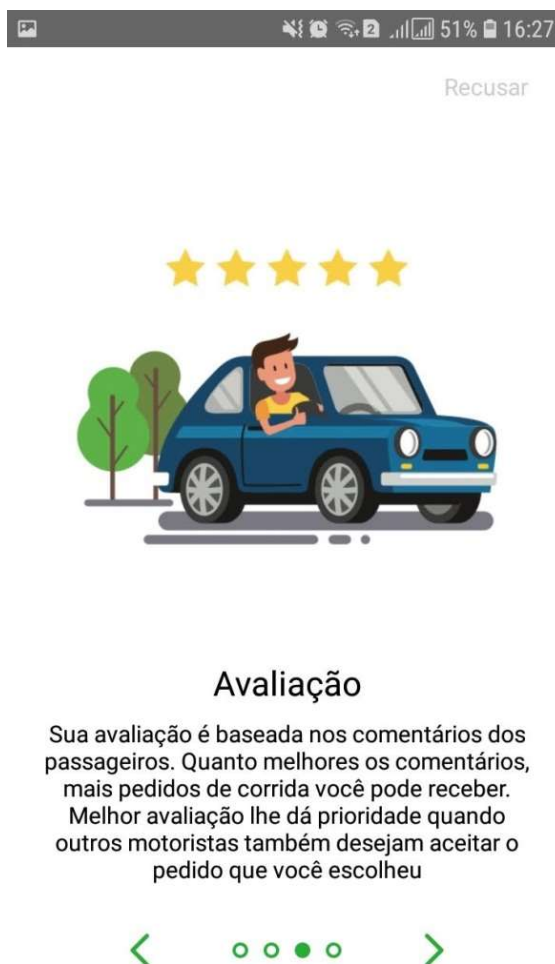 2 51% 16:27
Recusar
Avaliação
Sua avaliação é baseada nos comentários dos
passageiros. Quanto melhores os comentários,
mais pedidos de corrida você pode receber.
Melhor avaliação lhe dá prioridade quando
outros motoristas também desejam aceitar o
pedido que você escolheu